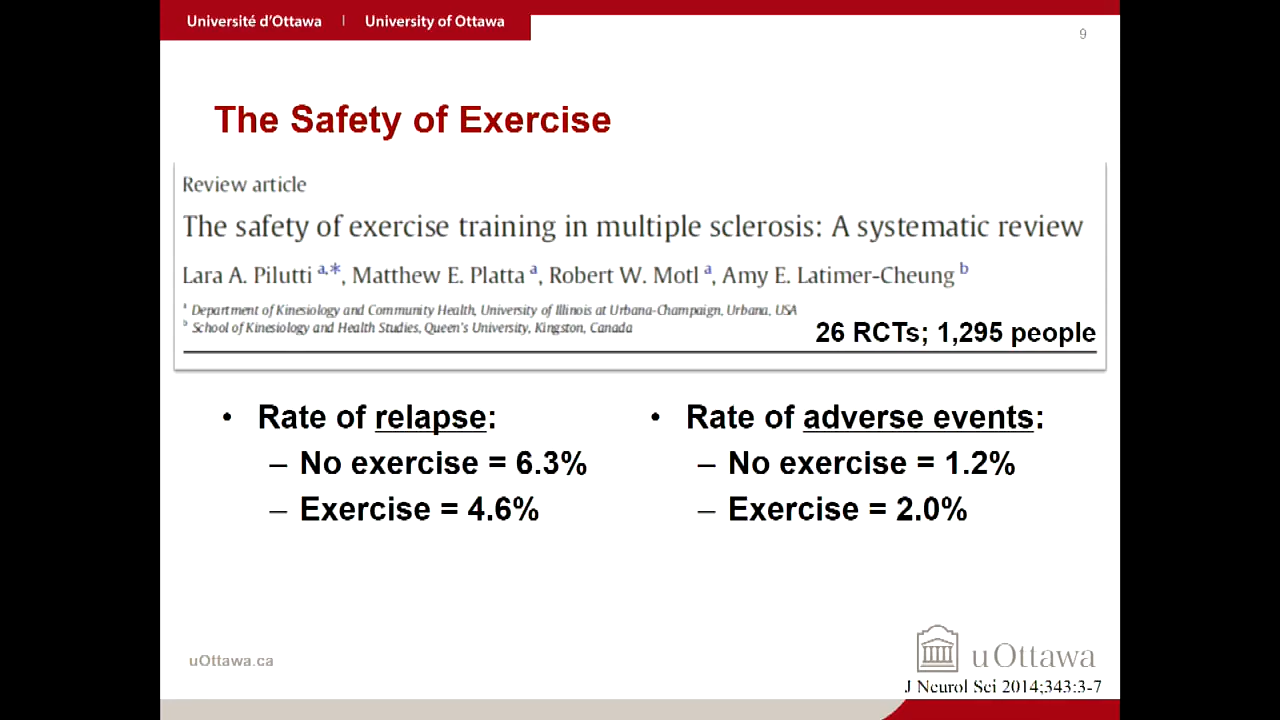 Université d'Ottawa | University of Ottawa
9
The Safety of Exercise
Review article
The safety of exercise training in multiple sclerosis: A systematic review
Lara A. Pilutti a,*, Matthew E. Platta a, Robert W. Motl a, Amy E. Latimer-Cheung b
a Department of Kinesiology and Community Health, University of Illinois at Urbana-Champaign, Urbana, USA
b School of Kinesiology and Health Studies, Queen's University, Kingston, Canada
26 RCTs; 1,295 people
• Rate of relapse:
– No exercise = 6.3%
– Exercise = 4.6%
• Rate of adverse events:
– No exercise = 1.2%
– Exercise = 2.0%
uOttawa.ca
uOttawa
J Neurol Sci 2014;343:3-7